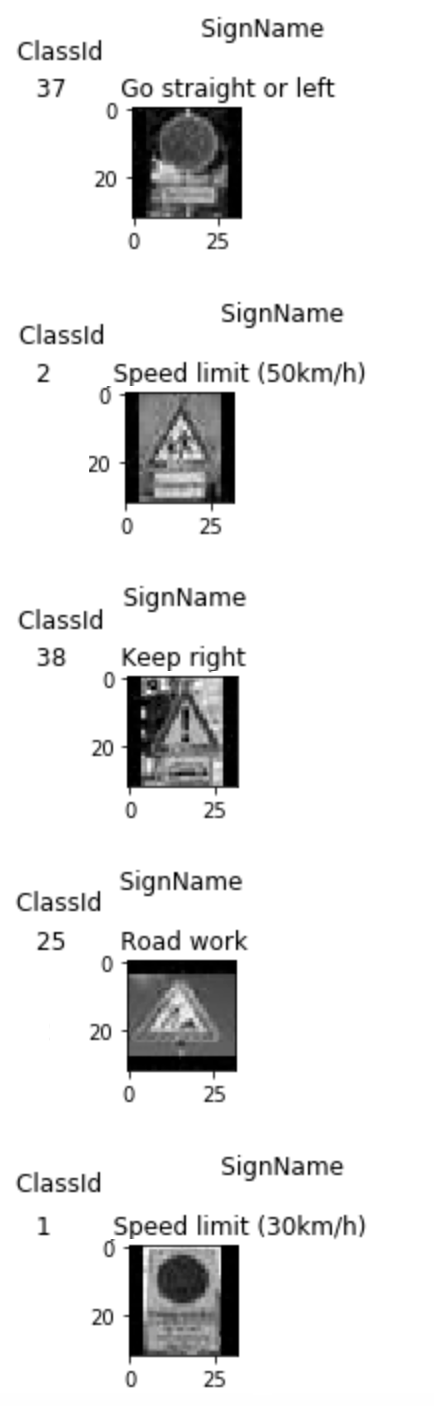 SignName
ClassId
37 Go straight or left
0
20
0 25
SignName
ClassId
2 Speed limit (50km/h)
0
20
0 25
SignName
ClassId
38 Keep right
0
20
0 25
SignName
ClassId
25 Road work
0
20
0 25
SignName
ClassId
1 Speed limit (30km/h)
0
20
0 25